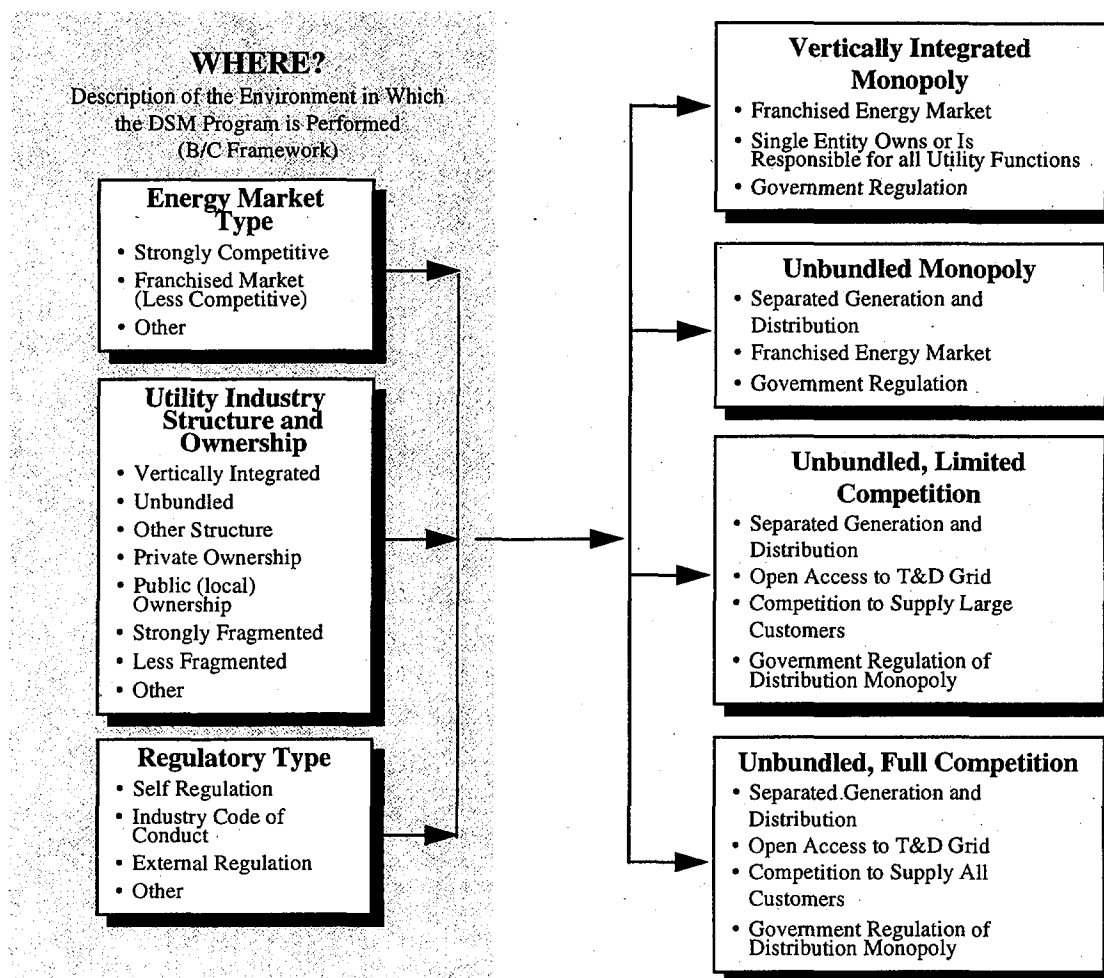 WHERE?
Description of the Environment in Which
the DSM Program is Performed
(B/C Framework)
Energy Market
Type
• Strongly Competitive
• Franchised Market
(Less Competitive)
• Other
Utility Industry
Structure and
Ownership
• Vertically Integrated
• Unbundled
• Other Structure
• Private Ownership
• Public (local)
Ownership
• Strongly Fragmented
• Less Fragmented
• Other
Regulatory Type
• Self Regulation
• Industry Code of
Conduct
• External Regulation
• Other
Vertically Integrated
Monopoly
• Franchised Energy Market
• Single Entity Owns or Is
Responsible for all Utility Functions
• Government Regulation
Unbundled Monopoly
• Separated Generation and
Distribution
• Franchised Energy Market
• Government Regulation
Unbundled, Limited
Competition
• Separated Generation and
Distribution
• Open Access to T&D Grid
• Competition to Supply Large
Customers
• Government Regulation of
Distribution Monopoly
Unbundled, Full Competition
• Separated Generation and
Distribution
• Open Access to T&D Grid
• Competition to Supply All
Customers
• Government Regulation of
Distribution Monopoly